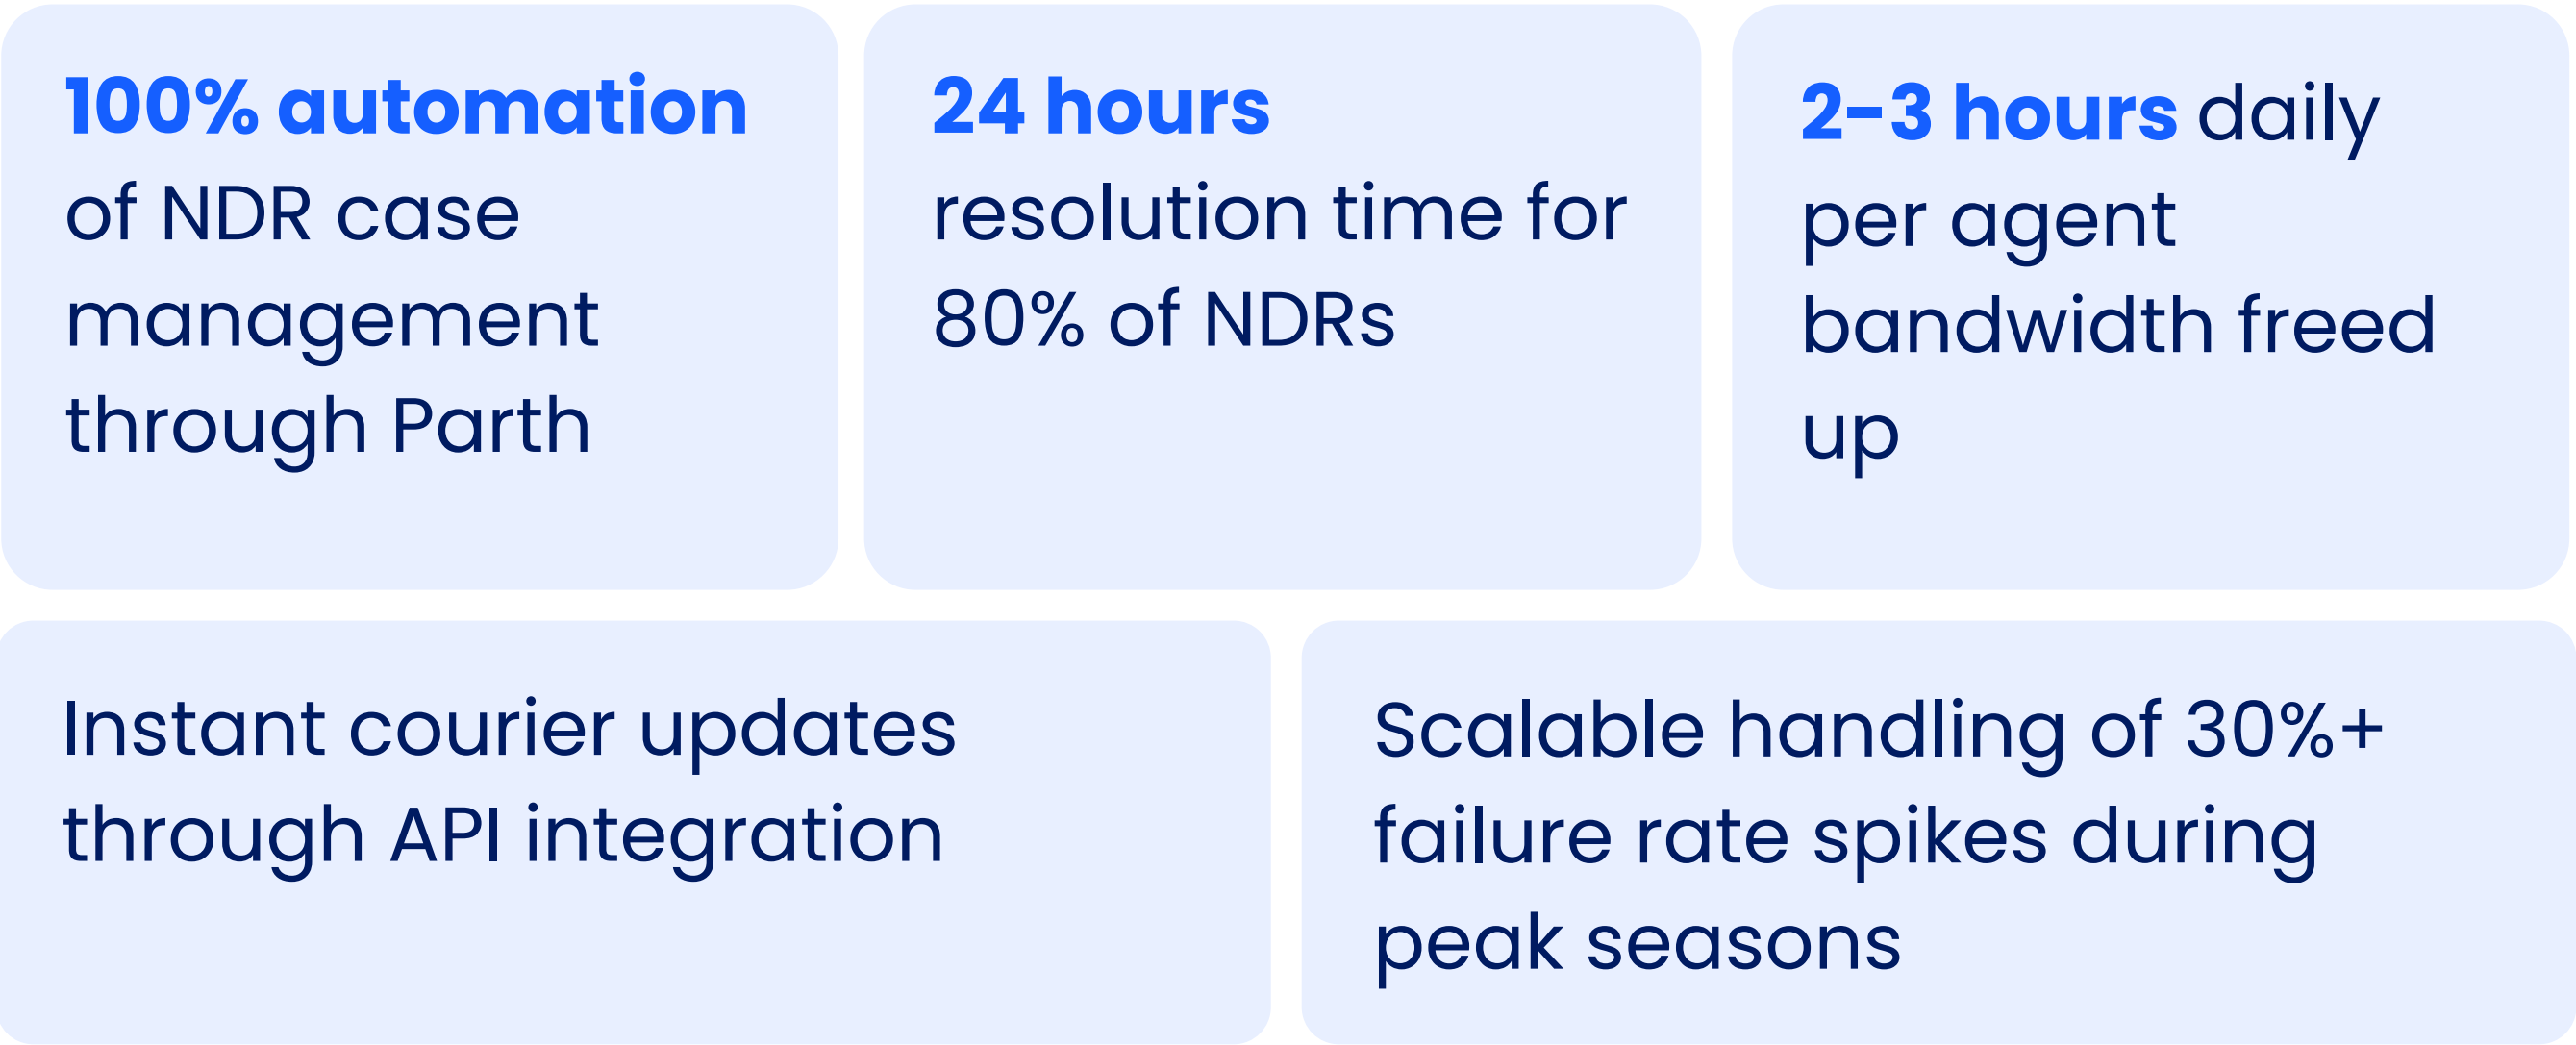 100% automation
of NDR case
management
through Parth
24 hours
resolution time for
80% of NDRs
2-3 hours daily
per agent
bandwidth freed
up
Instant courier updates
through API integration
Scalable handling of 30%+
failure rate spikes during
peak seasons